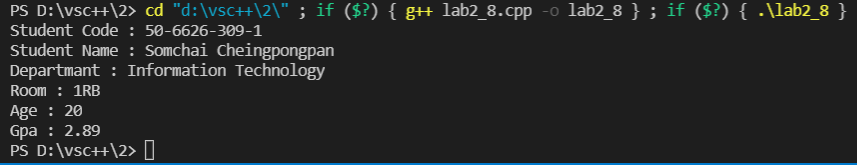 PS D:\vsc++\2> cd "d:\vsc++\2\" ; if ($?) { g++ lab2_8.cpp -o lab2_8 } ; if ($?) { .\lab2_8 }
Student Code : 50-6626-309-1
Student Name : Somchai Cheingpongpan
Departmant : Information Technology
Room : 1RB
Age : 20
Gpa : 2.89
PS D:\vsc++\2>